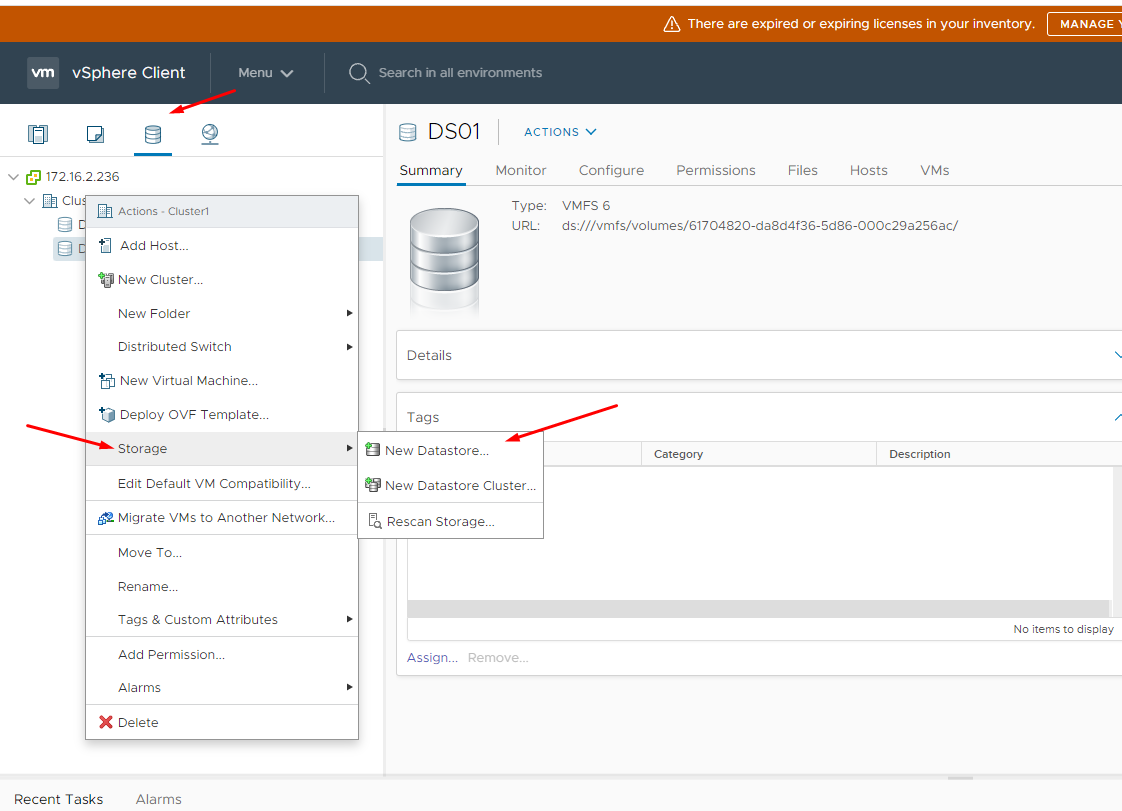 There are expired or expiring licenses in your inventory.
MANAGE
vm vSphere Client
Menu
Search in all environments
172.16.2.236
Clus
D
D
Actions - Cluster1
Add Host...
New Cluster...
New Folder
Distributed Switch
New Virtual Machine...
Deploy OVF Template...
Storage
Edit Default VM Compatibility...
Migrate VMs to Another Network...
Move To...
Rename...
Tags & Custom Attributes
Add Permission...
Alarms
Delete
New Datastore...
New Datastore Cluster...
Rescan Storage...
DS01
ACTIONS
Summary Monitor Configure Permissions Files Hosts VMs
Type: VMFS 6
URL: ds:///vmfs/volumes/61704820-da8d4f36-5d86-000c29a256ac/
Details
Tags
Category Description
No items to display
Assign... Remove...
Recent Tasks Alarms